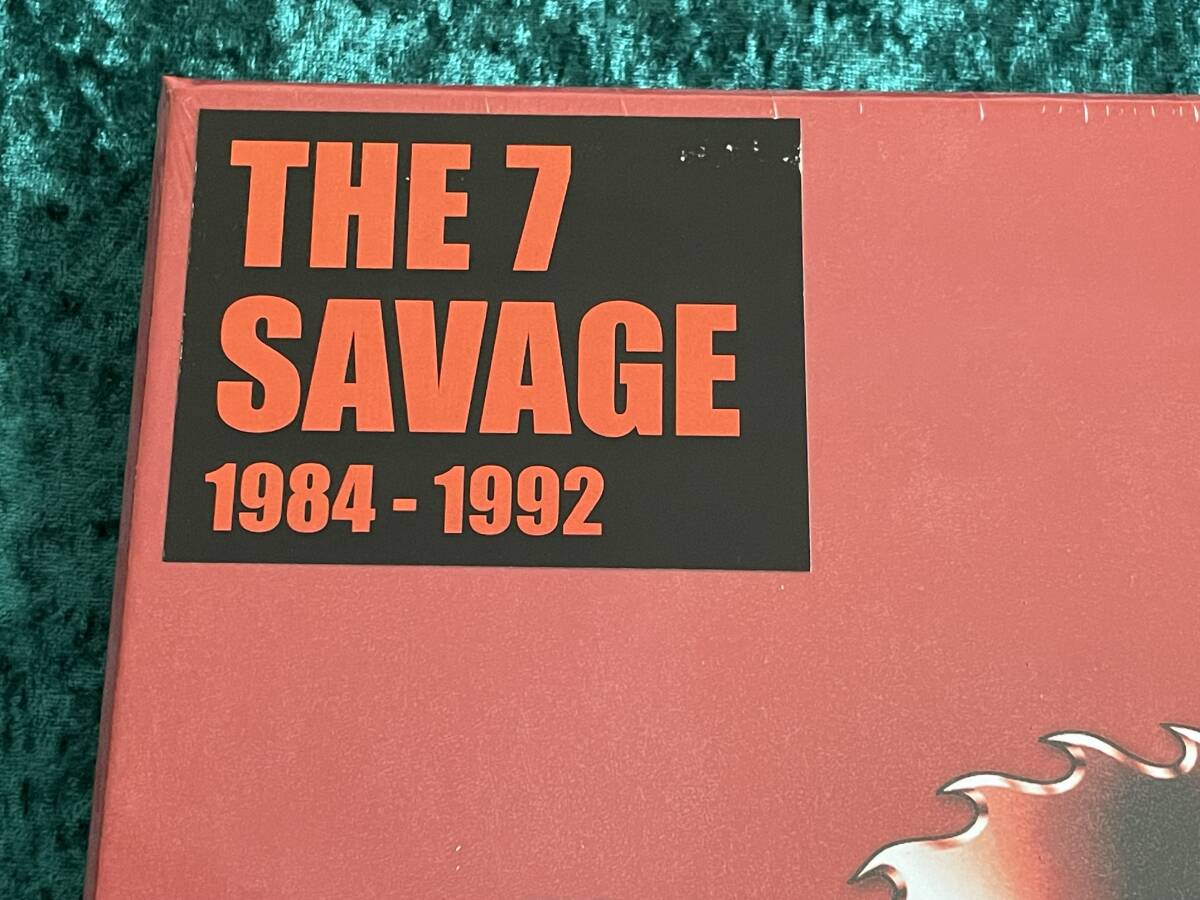 THE 7
SAVAGE
1984 - 1992